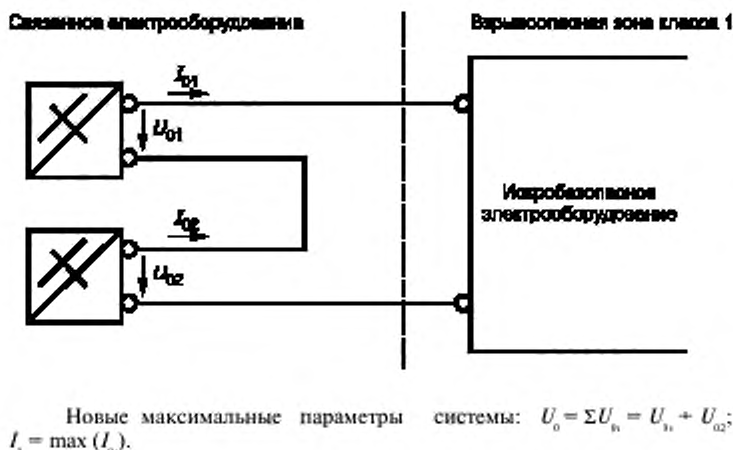 Связанное электрооборудование
Взрывоопасная зона класса 1
I01
U01
Искробезопасное
электрооборудование
I02
U02
Новые максимальные параметры системы: U0 = ΣU0i = U01 + U02;
I0 = max (I0i).